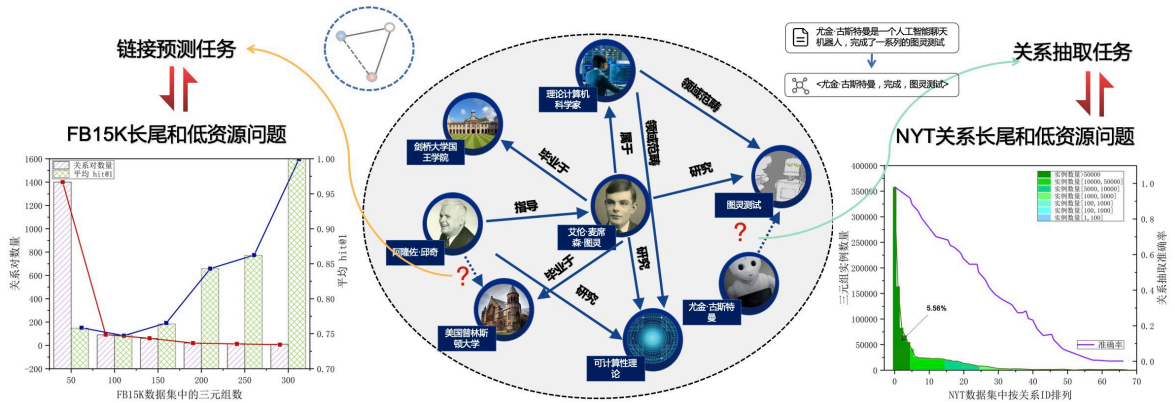 链接预测任务
FB15K长尾和低资源问题
关系对数量
平均 hit@1
1600
1400
1200
1000
800
600
400
200
0
-200
关系对数量
1.00
0.95
0.90
0.85
0.80
0.75
0.70
平均 hit@1
50
100
150
200
250
300
FB15K数据集中的三元组数
理论计算机
科学家
剑桥大学国
王学院
领域范畴
领域范畴
属于
毕业于
研究
图灵测试
指导
艾伦·麦席
森·图灵
阿隆佐·邱奇
?
?
毕业于
研究
研究
美国普林斯
顿大学
尤金·古斯特
曼
可计算性理
论
尤金·古斯特曼是一个人工智能聊天
机器人，完成了一系列的图灵测试
<尤金·古斯特曼，完成，图灵测试>
关系抽取任务
NYT关系长尾和低资源问题
400000
350000
300000
250000
200000
150000
100000
50000
0
三元组实例数量
实例数量>50000
实例数量[10000,50000]
实例数量[5000,10000]
实例数量[1000,5000]
实例数量[100,1000]
实例数量[100,1000]
实例数量[1,100]
5.56%
准确率
1.0
0.8
0.6
0.4
0.2
0.0
关系抽取准确率
0
10
20
30
40
50
60
70
NYT数据集中按关系ID排列